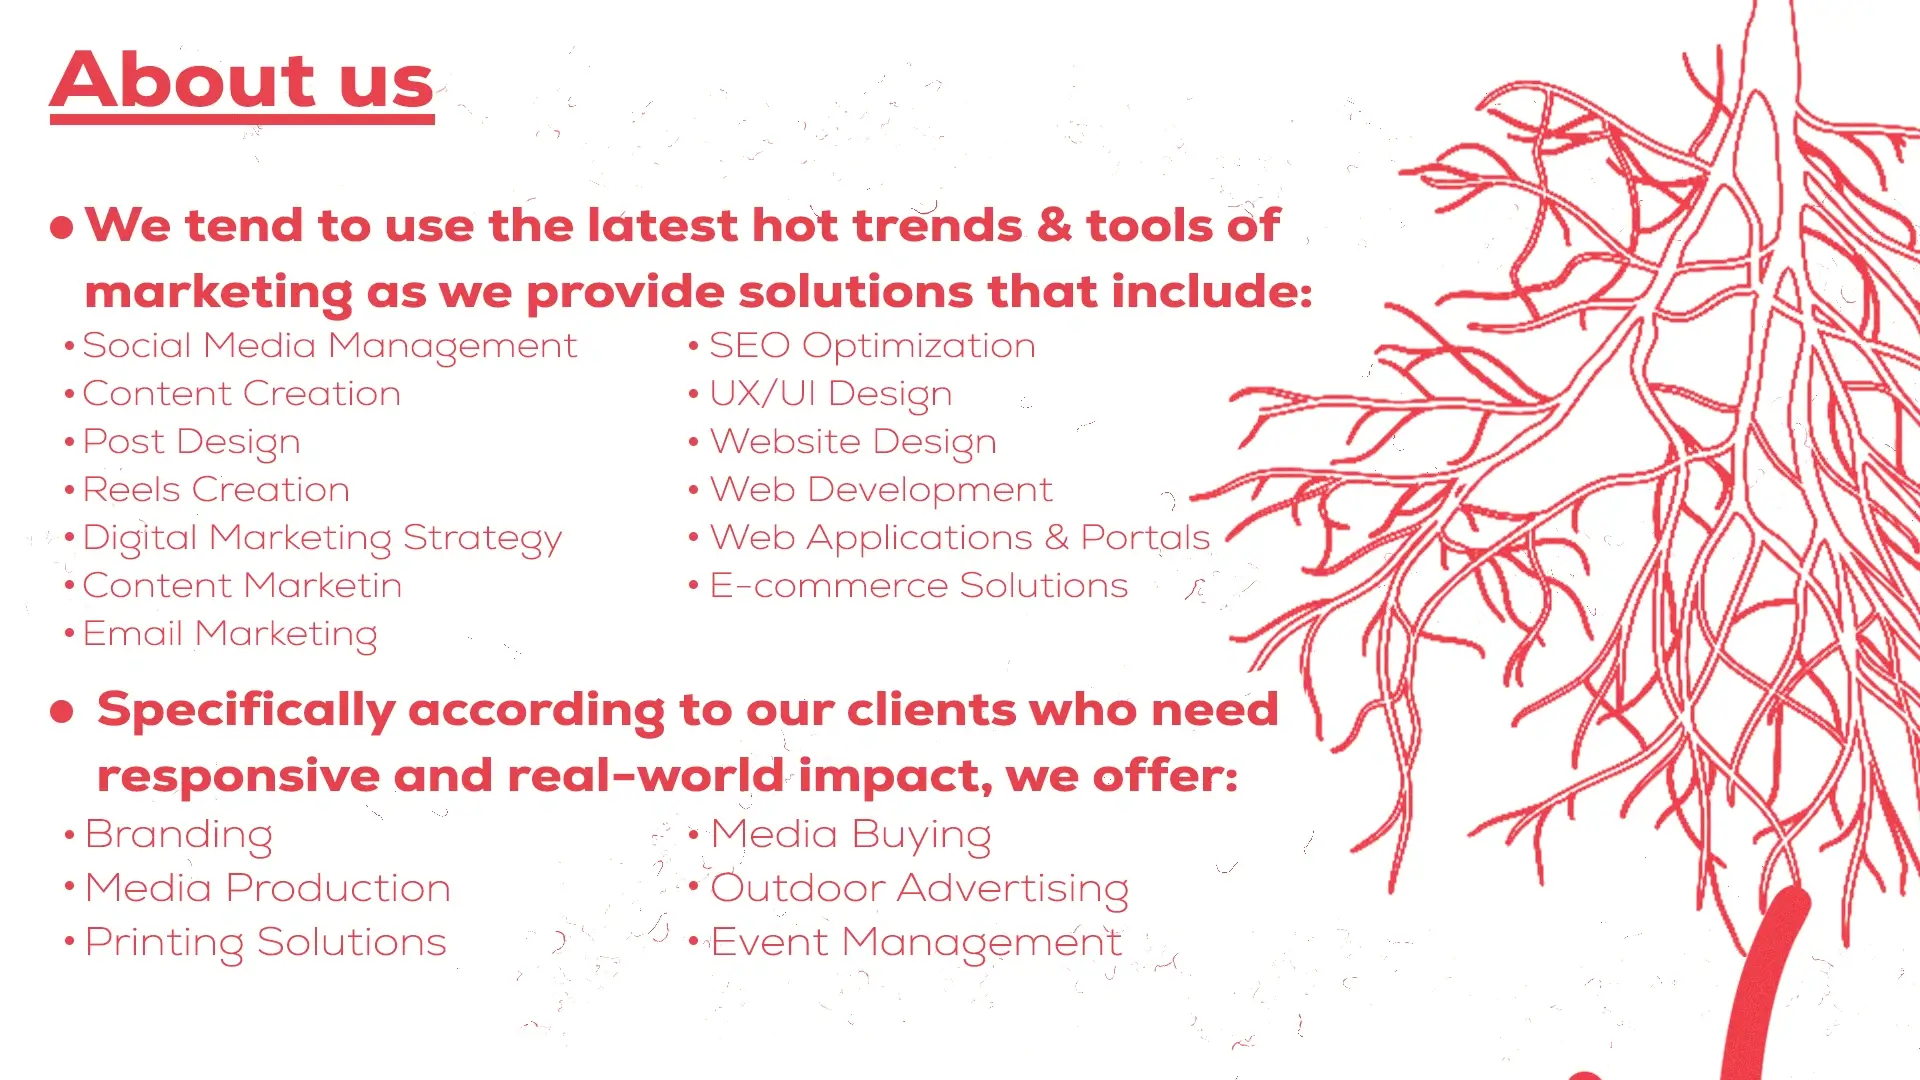 About us
• We tend to use the latest hot trends & tools of
marketing as we provide solutions that include:
• Social Media Management
• Content Creation
• Post Design
• Reels Creation
• Digital Marketing Strategy
• Content Marketin
• Email Marketing
• SEO Optimization
• UX/UI Design
• Website Design
• Web Development
• Web Applications & Portals
• E-commerce Solutions
• Specifically according to our clients who need
responsive and real-world impact, we offer:
• Branding
• Media Production
• Printing Solutions
• Media Buying
• Outdoor Advertising
• Event Management